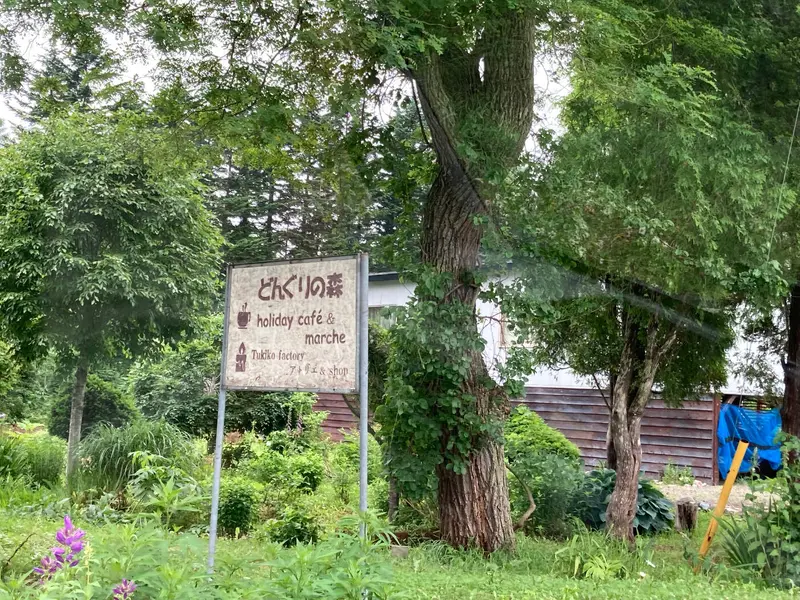 どんぐりの森
holiday café &
marche
Tukiko factory
アトリエ & shop